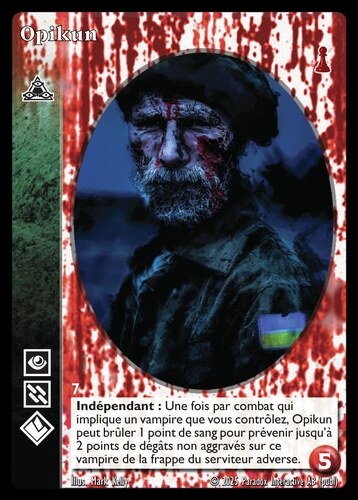 Opikun
7
Indépendant : Une fois par combat qui
implique un vampire que vous contrôlez, Opikun
peut brûler 1 point de sang pour prévenir jusqu'à
2 points de dégâts non aggravés sur ce
vampire de la frappe du serviteur adverse.
5
Illus. Mark Kelly
© 2025 Paradox Interactive AB (publ)